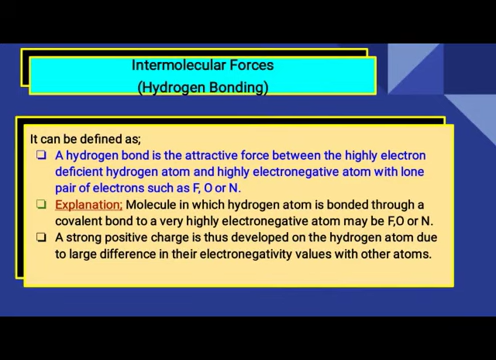 Intermolecular Forces
(Hydrogen Bonding)
It can be defined as;
A hydrogen bond is the attractive force between the highly electron
deficient hydrogen atom and highly electronegative atom with lone
pair of electrons such as F, O or N.
Explanation; Molecule in which hydrogen atom is bonded through a
covalent bond to a very highly electronegative atom may be F,O or N.
A strong positive charge is thus developed on the hydrogen atom due
to large difference in their electronegativity values with other atoms.